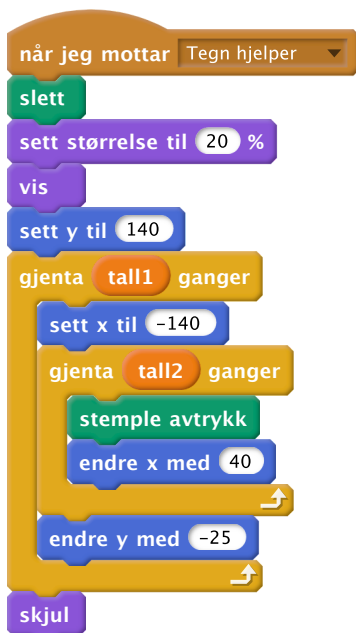 når jeg mottar Tegn hjelper
slett
sett størrelse til 20 %
vis
sett y til 140
gjenta tall1 ganger
sett x til -140
gjenta tall2 ganger
stemple avtrykk
endre x med 40
endre y med -25
skjul